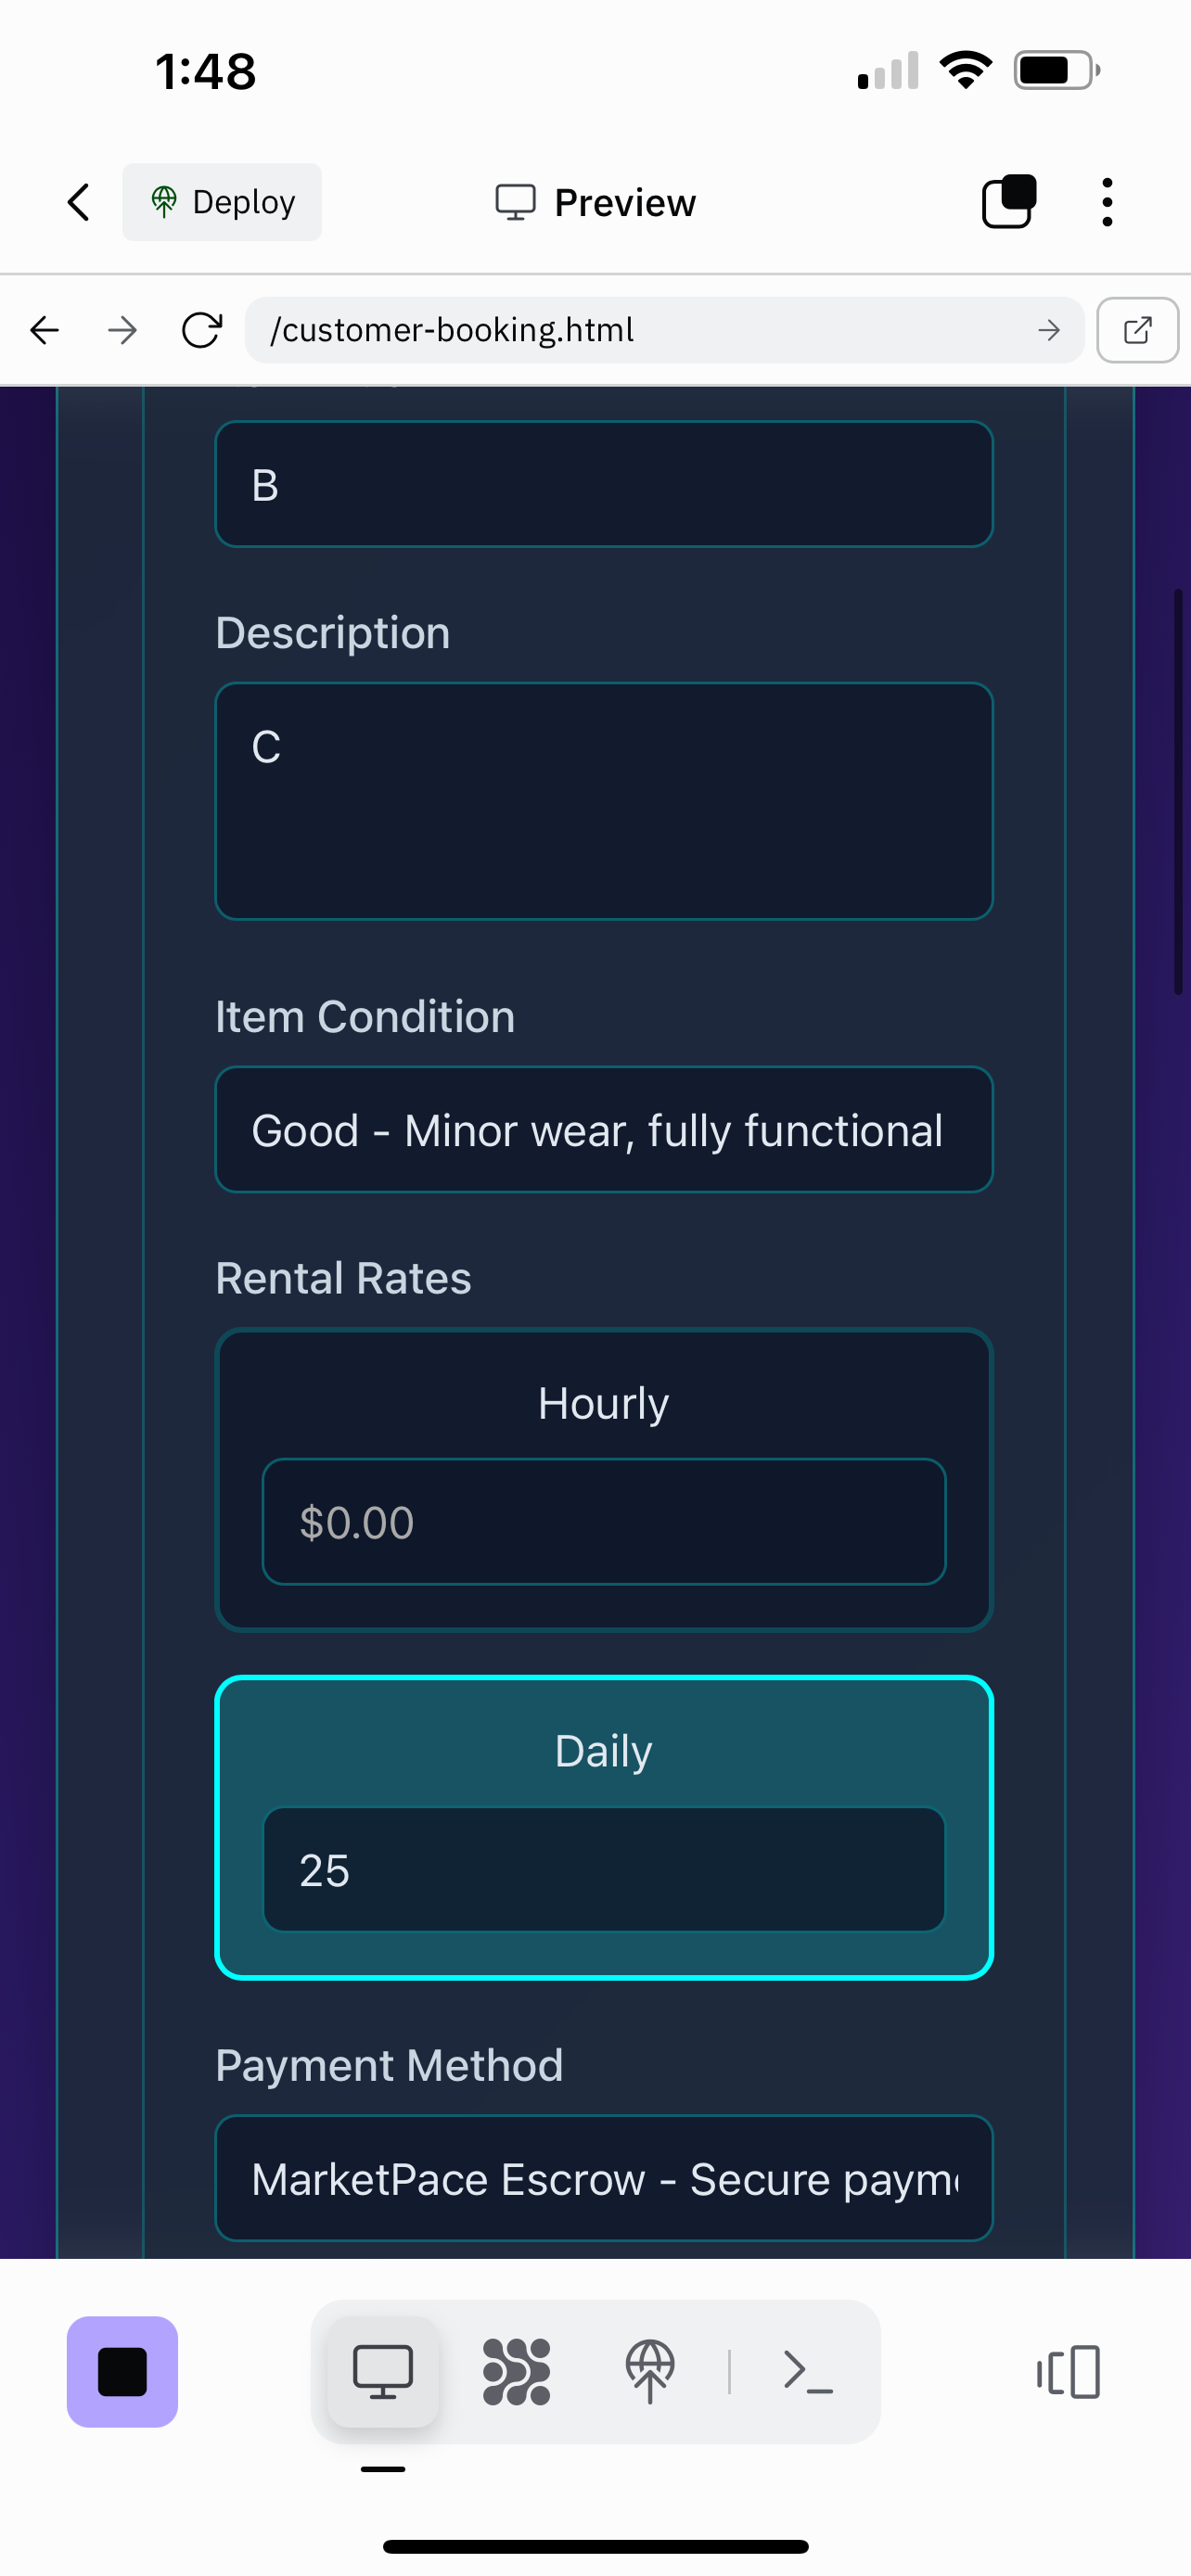 1:48
Deploy
Preview
/customer-booking.html
B
Description
C
Item Condition
Good - Minor wear, fully functional
Rental Rates
Hourly
$0.00
Daily
25
Payment Method
MarketPace Escrow - Secure